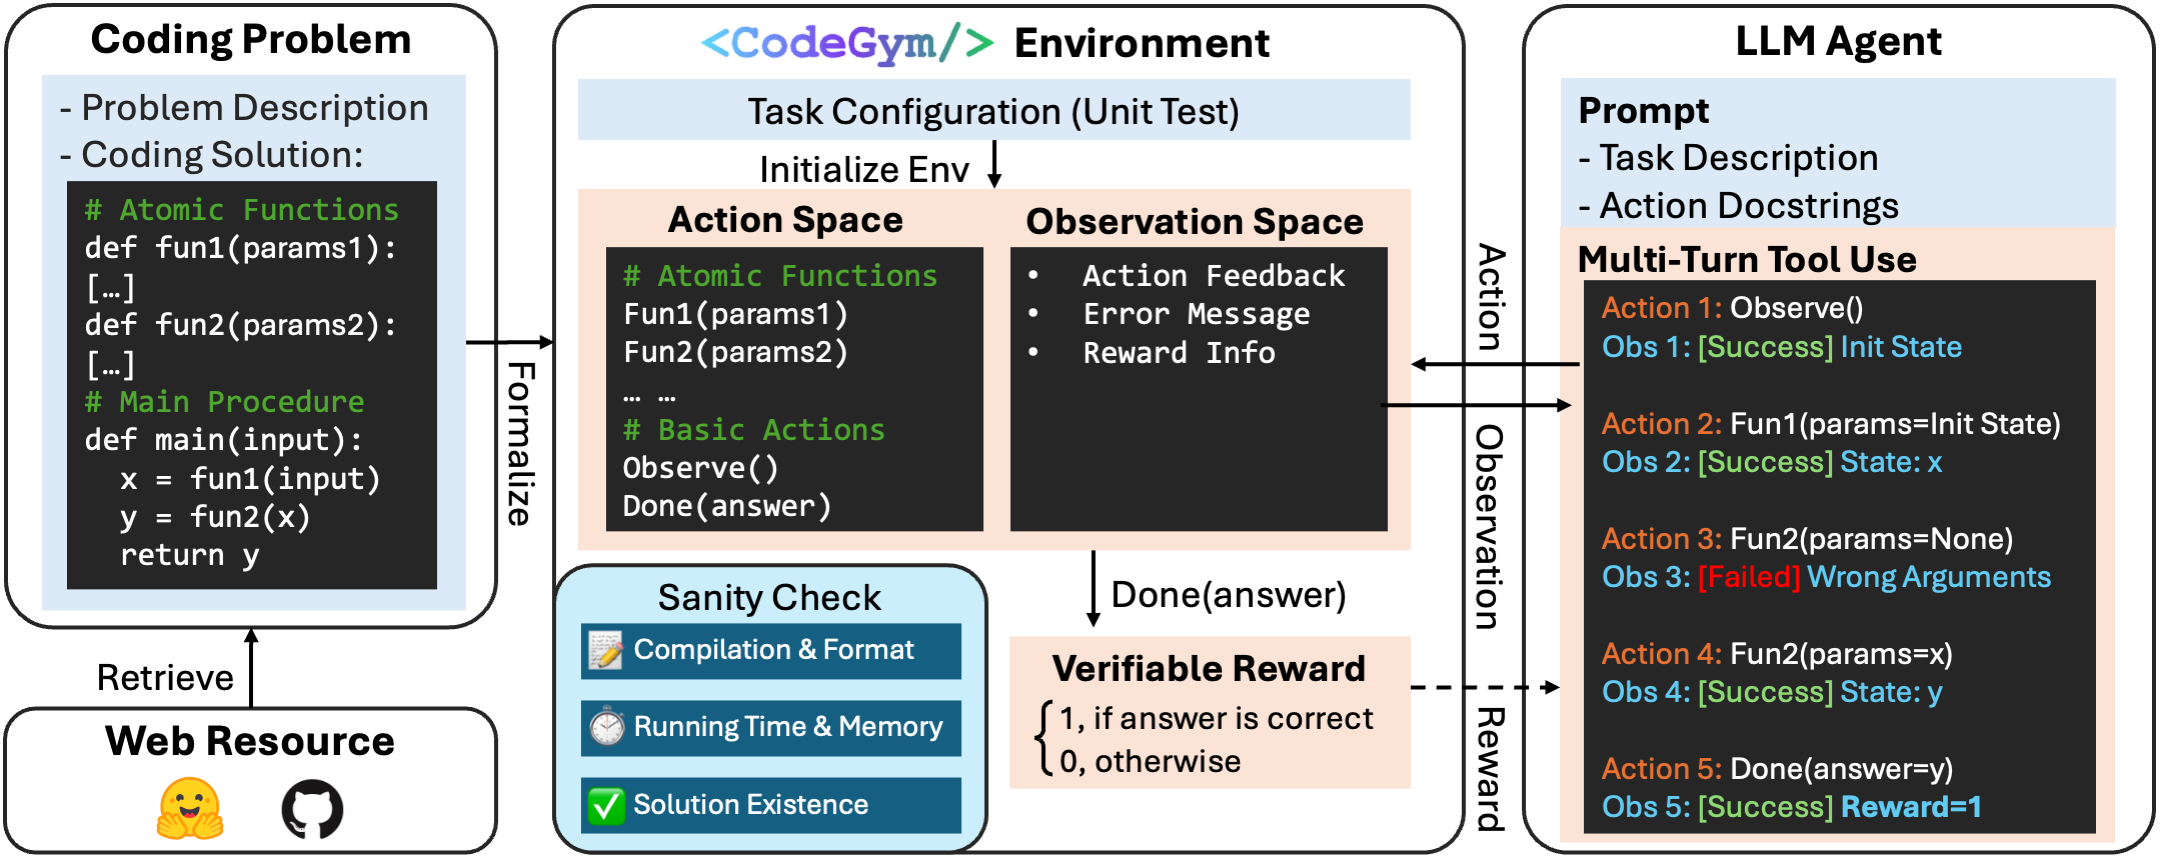 Coding Problem
- Problem Description
- Coding Solution:
# Atomic Functions
def fun1(params1):
[…]
def fun2(params2):
[…]
# Main Procedure
def main(input):
x = fun1(input)
y = fun2(x)
return y
Retrieve
Web Resource
Formalize
<CodeGym/> Environment
Task Configuration (Unit Test)
Initialize Env
Action Space
# Atomic Functions
Fun1(params1)
Fun2(params2)
… …
# Basic Actions
Observe()
Done(answer)
Observation Space
• Action Feedback
• Error Message
• Reward Info
Sanity Check
Compilation & Format
Running Time & Memory
Solution Existence
Done(answer)
Verifiable Reward
1, if answer is correct
0, otherwise
Action
Observation
Reward
LLM Agent
Prompt
- Task Description
- Action Docstrings
Multi-Turn Tool Use
Action 1: Observe()
Obs 1: [Success] Init State
Action 2: Fun1(params=Init State)
Obs 2: [Success] State: x
Action 3: Fun2(params=None)
Obs 3: [Failed] Wrong Arguments
Action 4: Fun2(params=x)
Obs 4: [Success] State: y
Action 5: Done(answer=y)
Obs 5: [Success] Reward=1